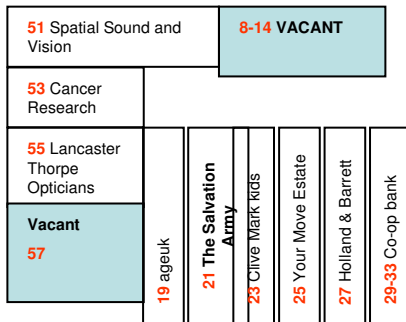 51 Spatial Sound and
Vision
8-14 VACANT
53 Cancer
Research
55 Lancaster
Thorpe
Opticians
Vacant
57
19 ageuk
21 The Salvation
Army
23 Clive Mark kids
25 Your Move Estate
27 Holland & Barrett
29-33 Co-op bank